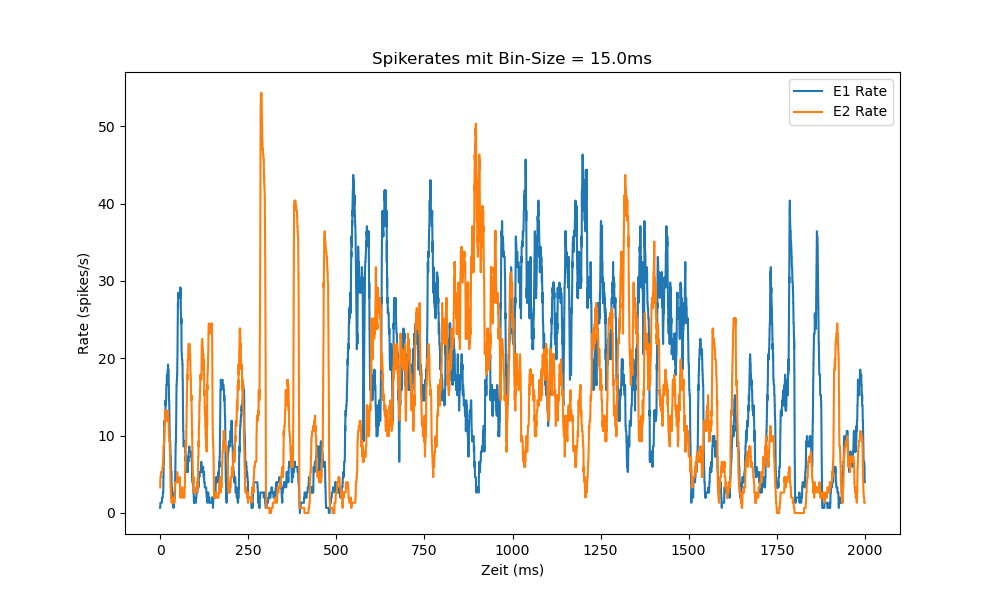 Spikerates mit Bin-Size = 15.0ms
E1 Rate
E2 Rate
Rate (spikes/s)
50
40
30
20
10
0
0 250 500 750 1000 1250 1500 1750 2000
Zeit (ms)